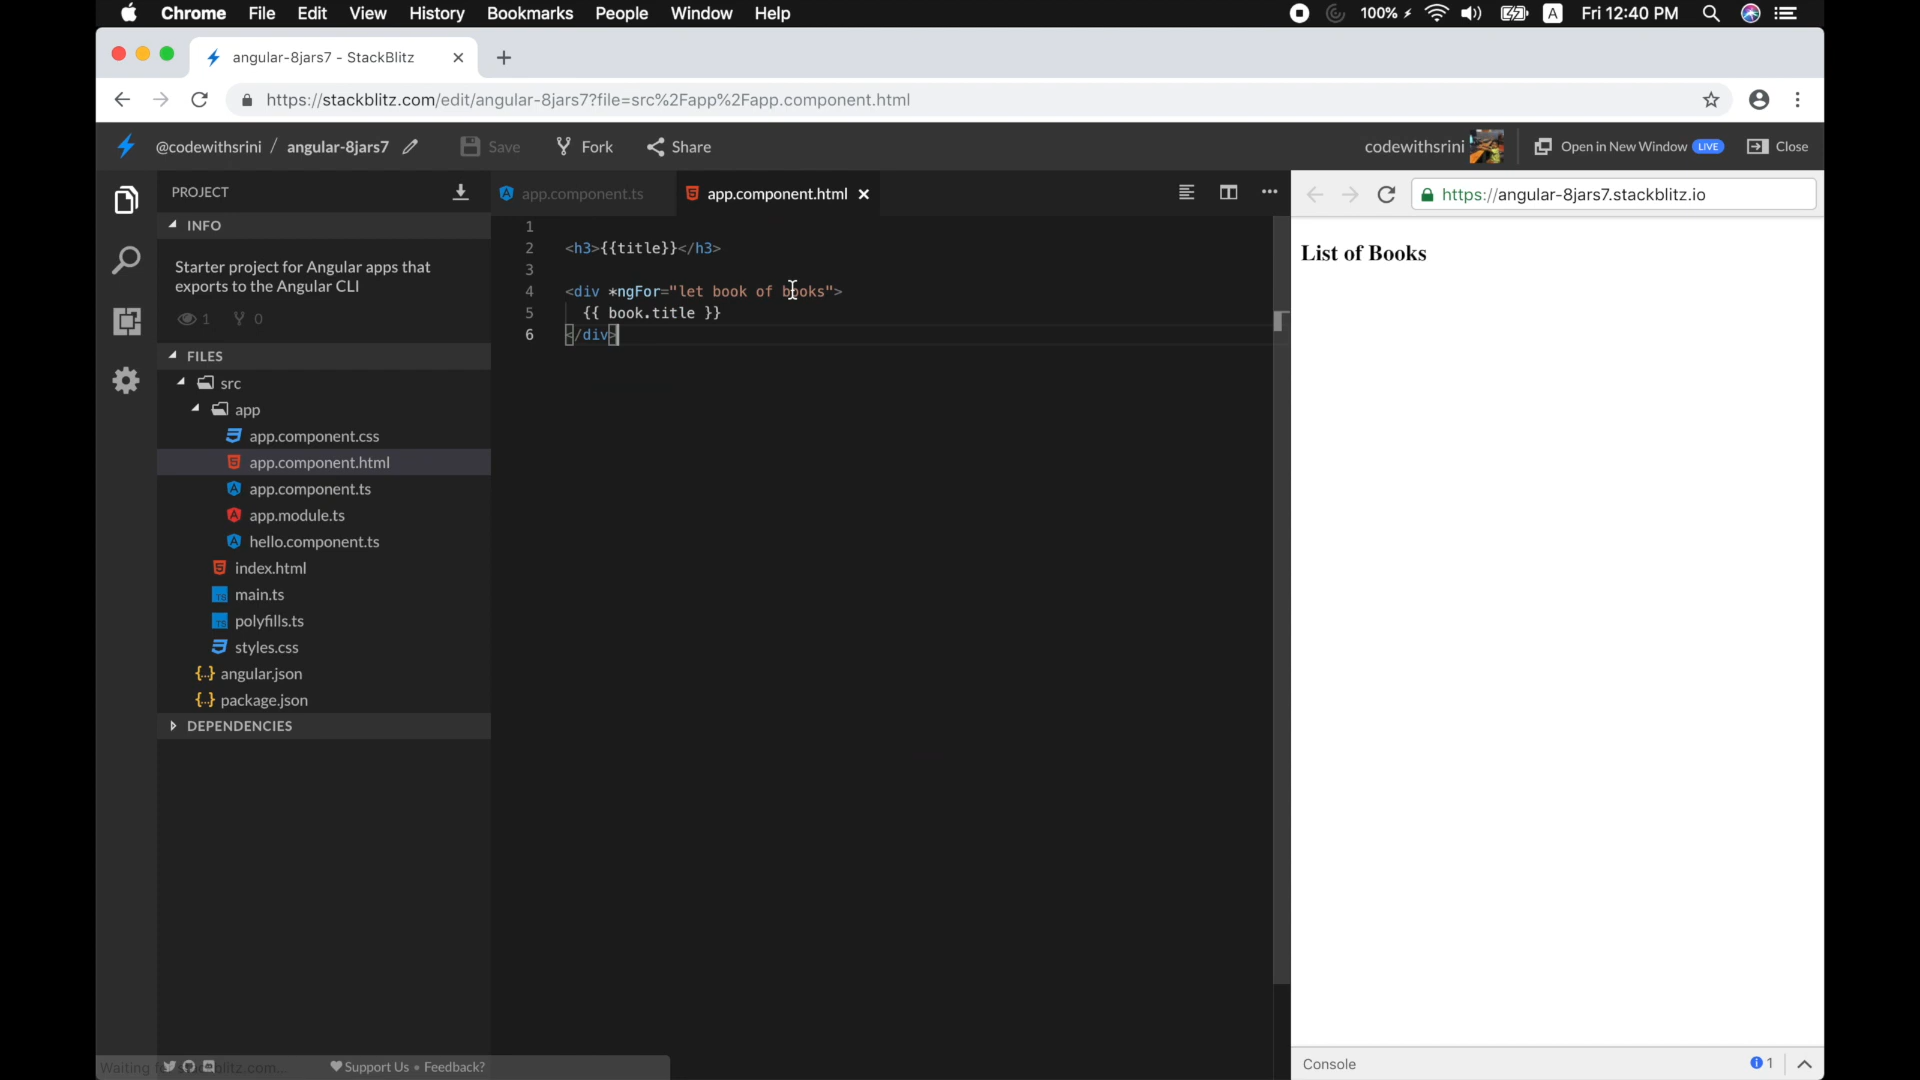 Chrome File Edit View History Bookmarks People Window Help 100% A Fri 12:40 PM
angular-8jars7 - StackBlitz
https://stackblitz.com/edit/angular-8jars7?file=src%2Fapp%2Fapp.component.html
@codewithsrini / angular-8jars7 Save Fork Share codewithsrini Open in New Window LIVE Close
PROJECT app.component.ts app.component.html https://angular-8jars7.stackblitz.io
INFO
Starter project for Angular apps that
exports to the Angular CLI
1 0
FILES
src
app
app.component.css
app.component.html
app.component.ts
app.module.ts
hello.component.ts
index.html
main.ts
polyfills.ts
styles.css
angular.json
package.json
DEPENDENCIES
1
2 <h3>{{title}}</h3>
3
4 <div *ngFor="let book of books">
5 {{ book.title }}
6 </div>
List of Books
Support Us • Feedback?
Console 1